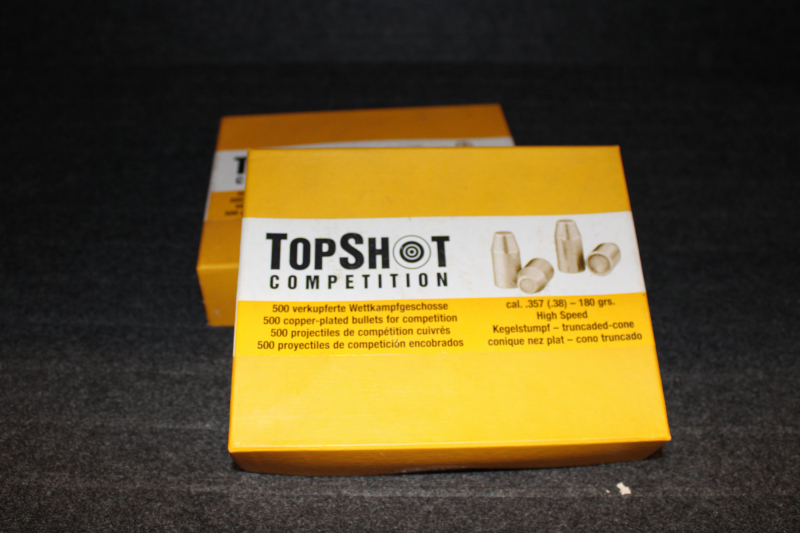 TOPSHOT
COMPETITION
500 verkupferte Wettkampfgeschosse
500 copper-plated bullets for competition
500 projectiles de compétition cuivrés
500 proyectiles de competición encobrados
cal. .357 (.38) – 180 grs.
High Speed
Kegelstumpf – truncaded-cone
conique nez plat – cono truncado